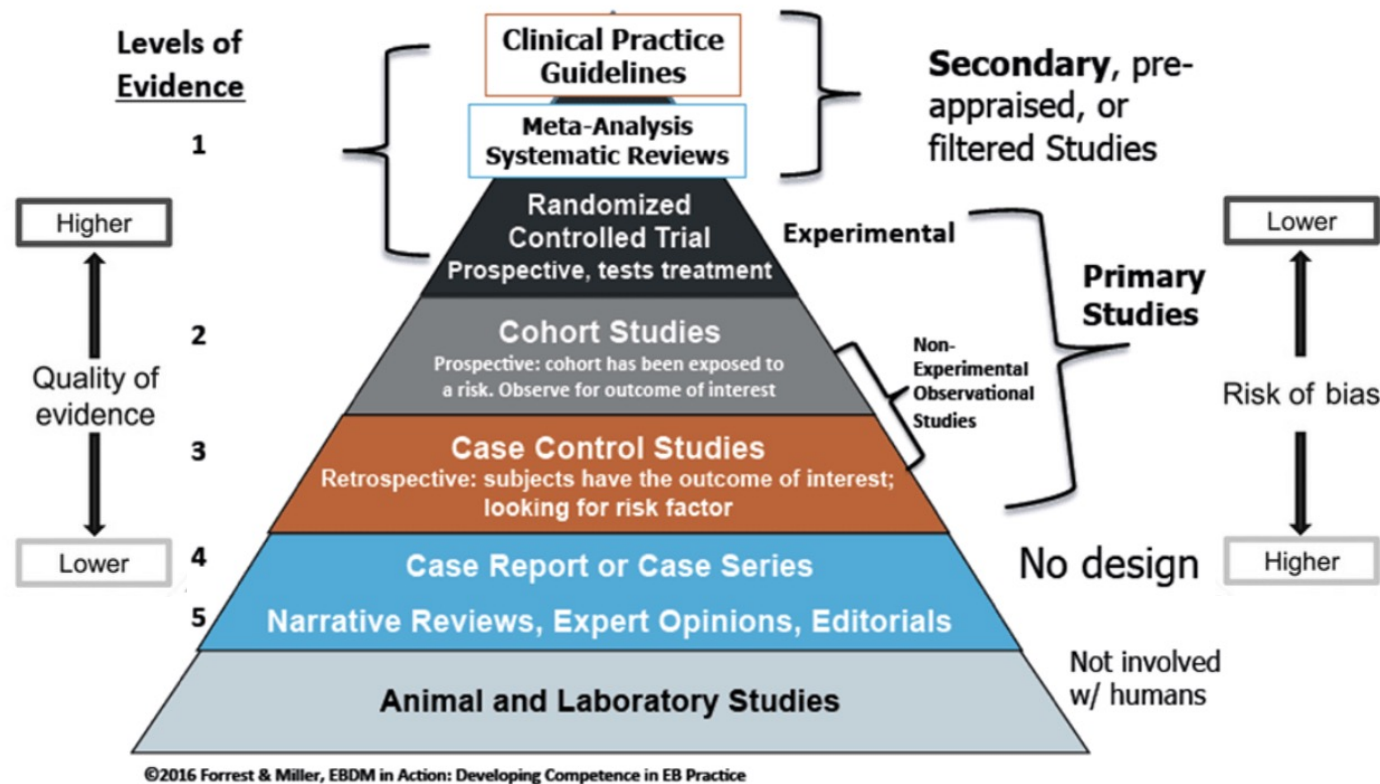 Levels of
Evidence
1
2
3
4
5
Higher
Quality of
evidence
Lower
Clinical Practice
Guidelines
Meta-Analysis
Systematic Reviews
Randomized
Controlled Trial
Prospective, tests treatment
Cohort Studies
Prospective: cohort has been exposed to
a risk. Observe for outcome of interest
Case Control Studies
Retrospective: subjects have the outcome of interest;
looking for risk factor
Case Report or Case Series
Narrative Reviews, Expert Opinions, Editorials
Animal and Laboratory Studies
Secondary, pre-
appraised, or
filtered Studies
Experimental
Primary
Studies
Non-
Experimental
Observational
Studies
No design
Not involved
w/ humans
Lower
Risk of bias
Higher
©2016 Forrest & Miller, EBDM in Action: Developing Competence in EB Practice